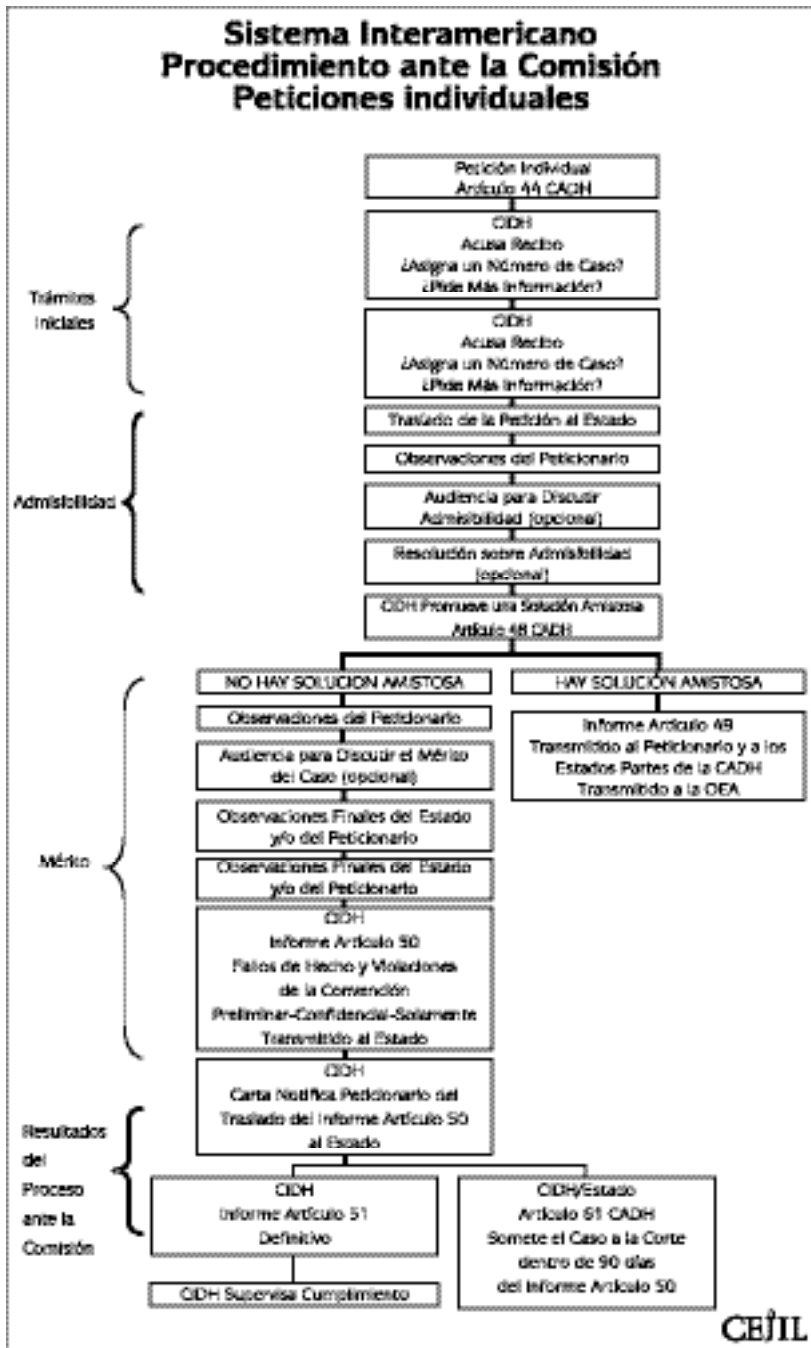 Sistema Interamericano
Procedimiento ante la Comisión
Peticiones individuales
Petición Individual
Artículo 44 CADH
Trámites
Iniciales
CIDH
Acusa Recibo
¿Asigna un Número de Caso?
¿Pide Más Información?
CIDH
Acusa Recibo
¿Asigna un Número de Caso?
¿Pide Más Información?
Admisibilidad
Traslado de la Petición al Estado
Observaciones del Peticionario
Audiencia para Discutir
Admisibilidad (opcional)
Resolución sobre Admisibilidad
(opcional)
CIDH Promueve una Solución Amistosa
Artículo 48 CADH
NO HAY SOLUCION AMISTOSA
HAY SOLUCIÓN AMISTOSA
Informe Artículo 49
Transmitido al Peticionario y a los
Estados Partes de la CADH
Transmitido a la OEA
Mérito
Observaciones del Peticionario
Audiencia para Discutir el Mérito
del Caso (opcional)
Observaciones Finales del Estado
y/o del Peticionario
Observaciones Finales del Estado
y/o del Peticionario
CIDH
Informe Artículo 50
Fallos de Hecho y Violaciones
de la Convención
Preliminar-Confidencial-Solamente
Transmitido al Estado
Resultados
del
Proceso
ante la
Comisión
CIDH
Carta Notifica Peticionario del
Traslado del Informe Artículo 50
al Estado
CIDH
Informe Artículo 51
Definitivo
CIDH Supervisa Cumplimiento
CIDH/Estado
Artículo 61 CADH
Somete el Caso a la Corte
dentro de 90 días
del Informe Artículo 50
CEJIL